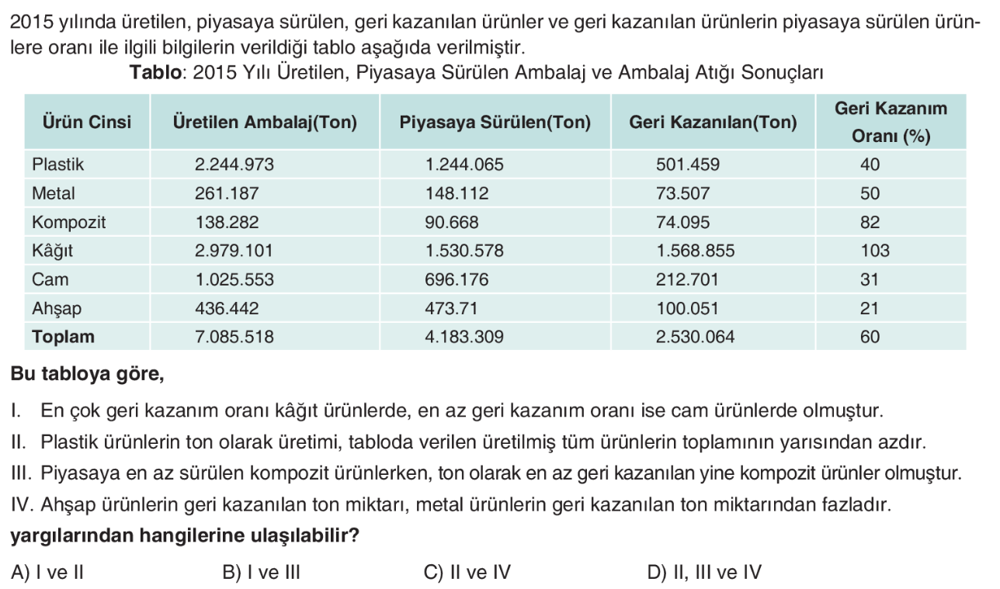 2015 yılında üretilen, piyasaya sürülen, geri kazanılan ürünler ve geri kazanılan ürünlerin piyasaya sürülen ürün-
lere oranı ile ilgili bilgilerin verildiği tablo aşağıda verilmiştir.
Tablo: 2015 Yılı Üretilen, Piyasaya Sürülen Ambalaj ve Ambalaj Atığı Sonuçları
Ürün Cinsi Üretilen Ambalaj(Ton) Piyasaya Sürülen(Ton) Geri Kazanılan(Ton) Geri Kazanım Oranı (%)
Plastik 2.244.973 1.244.065 501.459 40
Metal 261.187 148.112 73.507 50
Kompozit 138.282 90.668 74.095 82
Kâğıt 2.979.101 1.530.578 1.568.855 103
Cam 1.025.553 696.176 212.701 31
Ahşap 436.442 473.71 100.051 21
Toplam 7.085.518 4.183.309 2.530.064 60
Bu tabloya göre,
I. En çok geri kazanım oranı kâğıt ürünlerde, en az geri kazanım oranı ise cam ürünlerde olmuştur.
II. Plastik ürünlerin ton olarak üretimi, tabloda verilen üretilmiş tüm ürünlerin toplamının yarısından azdır.
III. Piyasaya en az sürülen kompozit ürünlerken, ton olarak en az geri kazanılan yine kompozit ürünler olmuştur.
IV. Ahşap ürünlerin geri kazanılan ton miktarı, metal ürünlerin geri kazanılan ton miktarından fazladır.
yargılarından hangilerine ulaşılabilir?
A) I ve II B) I ve III C) II ve IV D) II, III ve IV